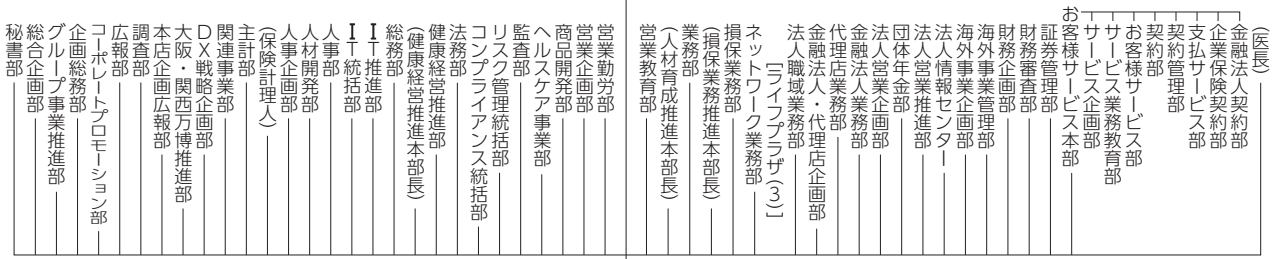 (医長)
金融法人契約部
企業保険契約部
支払サービス部
契約管理部
契約部
お客様サービス部
サービス業務教育部
サービス企画部
お客様サービス本部
証券管理部
財務審査部
財務企画部
海外事業管理部
海外事業企画部
法人情報センター
法人営業推進部
法人営業企画部
団体年金部
金融法人業務部
代理店業務部
金融法人・代理店企画部
法人職域業務部
[ライフプラザ(3)]
ネットワーク業務部
損保業務部
(損保業務推進本部長)
業務部
(人材育成推進本部長)
営業教育部
営業勤労部
営業企画部
商品開発部
ヘルスケア事業部
監査部
リスク管理統括部
コンプライアンス統括部
法務部
健康経営推進部
(健康経営推進本部長)
総務部
IT推進部
IT統括部
人事部
人材開発部
人事企画部
(保険計理人)
主計部
関連事業部
DX戦略企画部
大阪・関西万博推進部
本店企画広報部
調査部
広報部
コーポレートプロモーション部
企画総務部
グループ事業推進部
総合企画部
秘書部